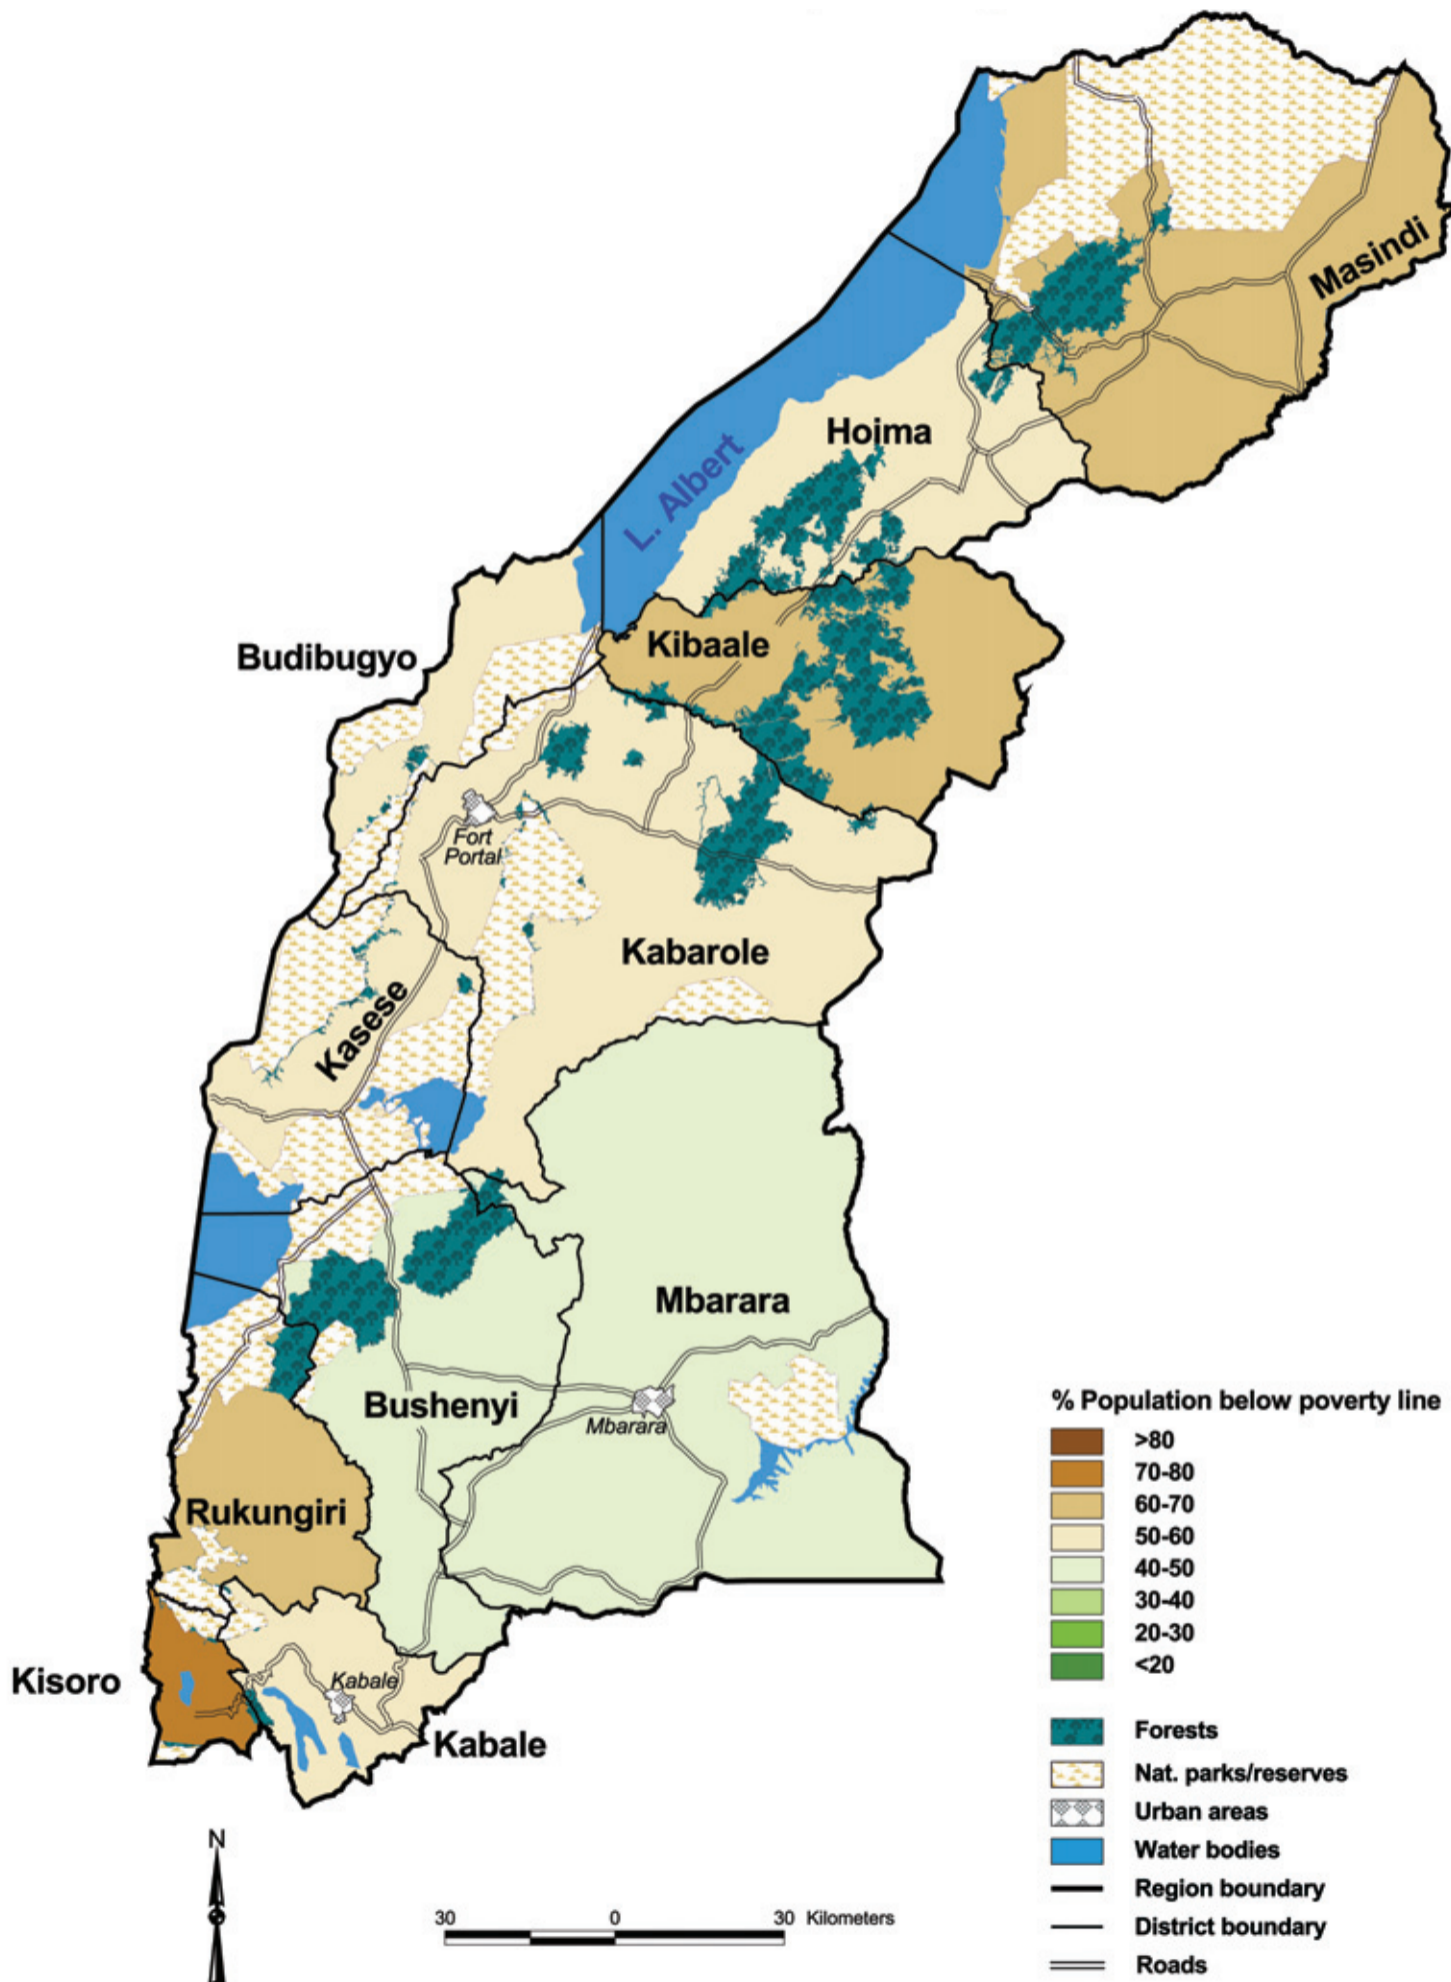 Masindi
Hoima
L. Albert
Kibaale
Budibugyo
Fort
Portal
Kabarole
Kasese
Mbarara
Bushenyi
Mbarara
Rukungiri
Kisoro
Kabale
Kabale
% Population below poverty line
>80
70-80
60-70
50-60
40-50
30-40
20-30
<20
Forests
Nat. parks/reserves
Urban areas
Water bodies
Region boundary
District boundary
Roads
N
30 0 30 Kilometers